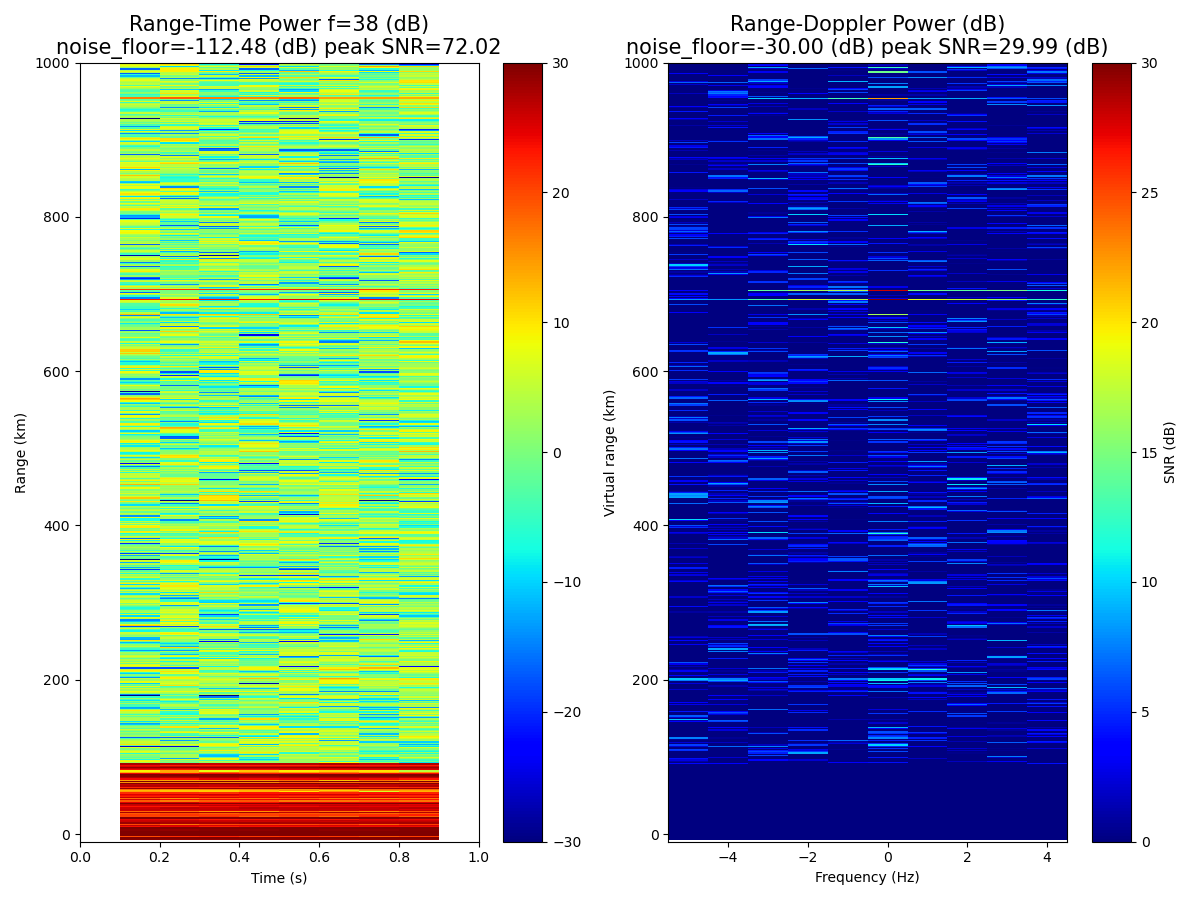 Range-Time Power f=38 (dB)
noise_floor=-112.48 (dB) peak SNR=72.02
Range-Doppler Power (dB)
noise_floor=-30.00 (dB) peak SNR=29.99 (dB)
1000
800
600
400
200
0
Range (km)
0.0 0.2 0.4 0.6 0.8 1.0
Time (s)
30
20
10
0
−10
−20
−30
1000
800
600
400
200
0
Virtual range (km)
−4 −2 0 2 4
Frequency (Hz)
30
25
20
15
10
5
0
SNR (dB)